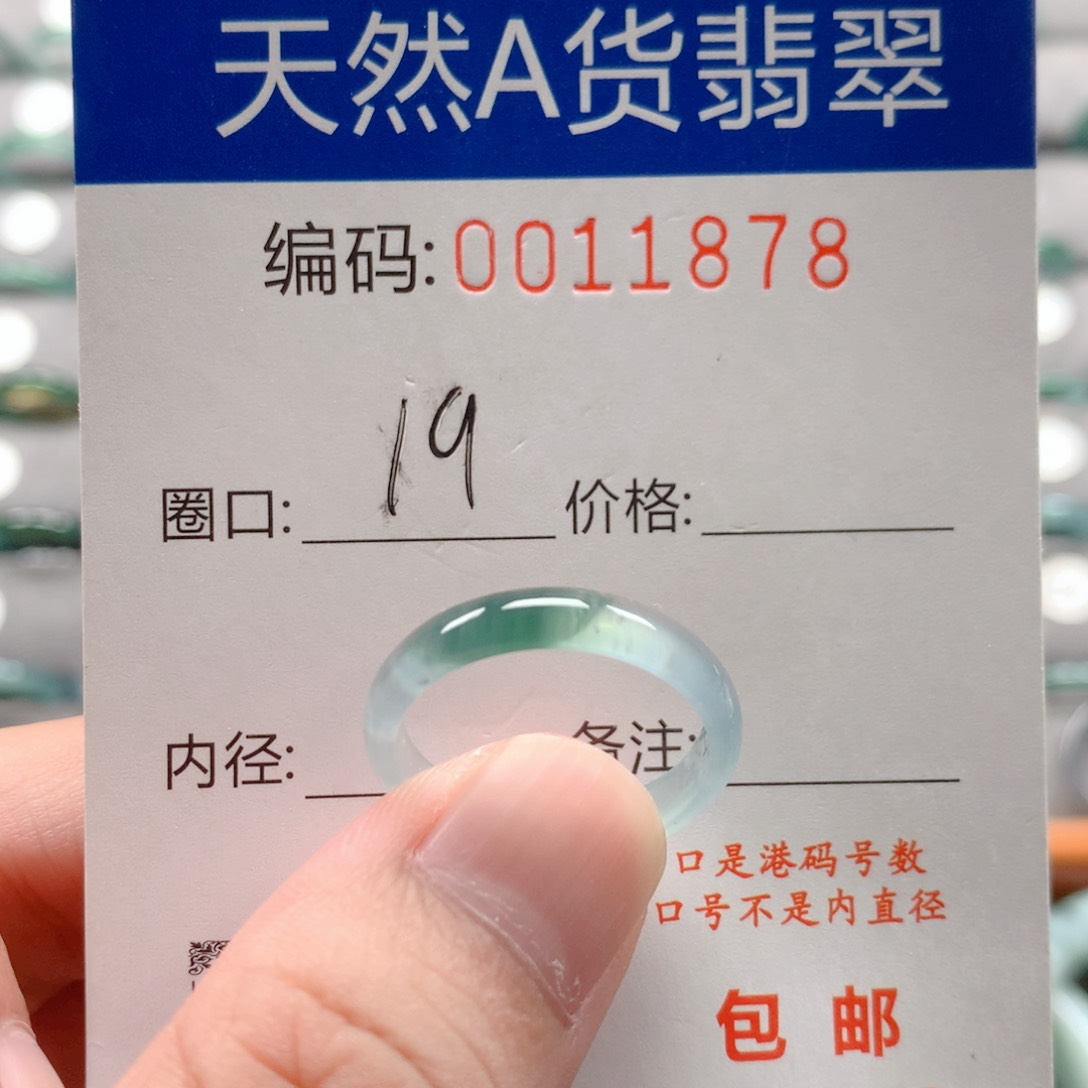 天然A货翡翠
编码:0011878
圈口: 19 价格:
内径: 备注:
口是港码号数
口号不是内直径
包邮